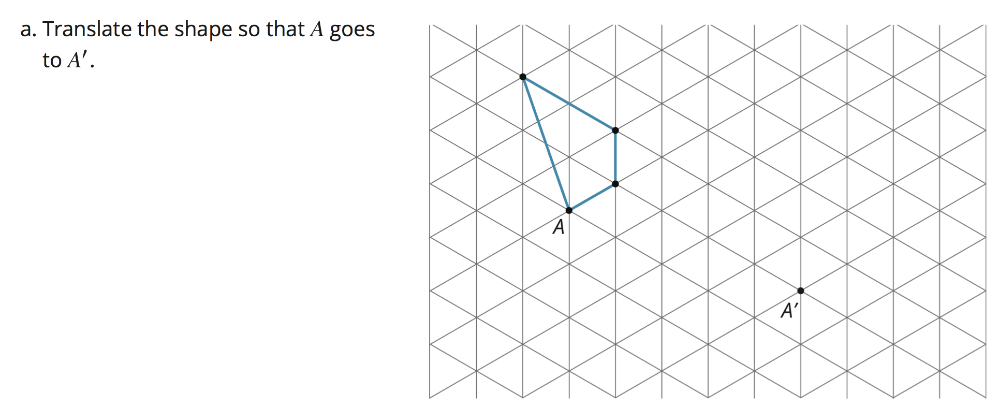 a. Translate the shape so that A goes
to A′.
A
A′